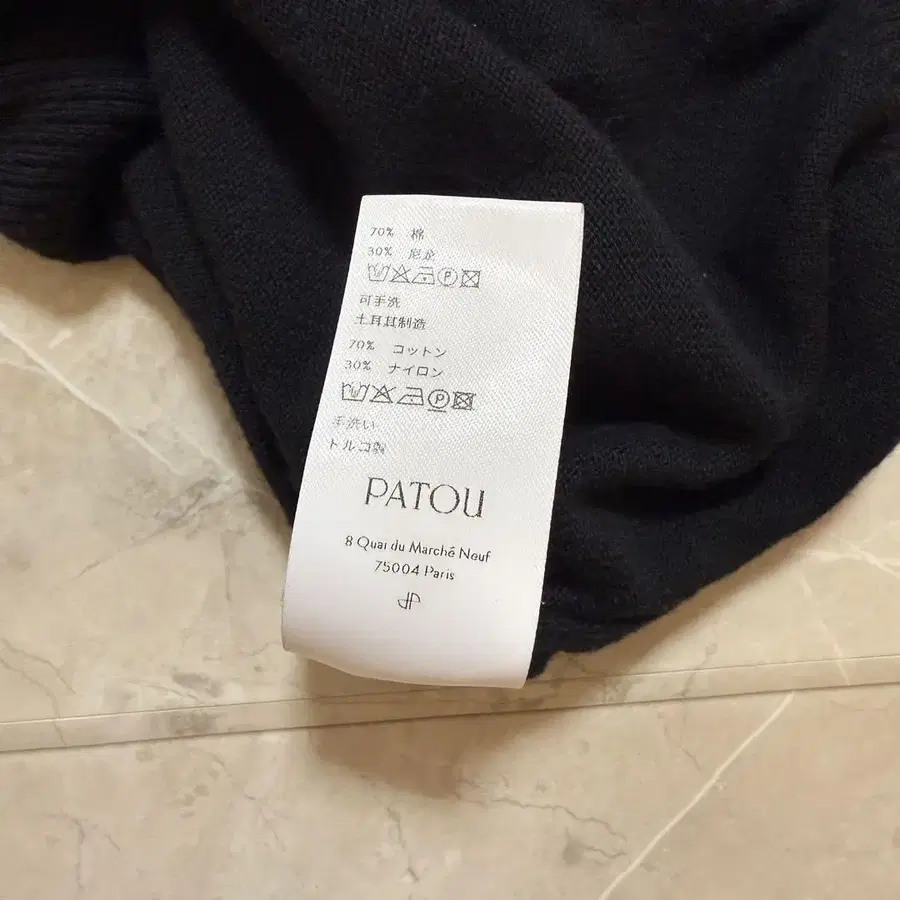 70% 棉
30% 尼龙
P
可手洗
土耳其制造
70% コットン
30% ナイロン
P
手洗い
トルコ製
PATOU
8 Quai du Marché Neuf
75004 Paris
JP